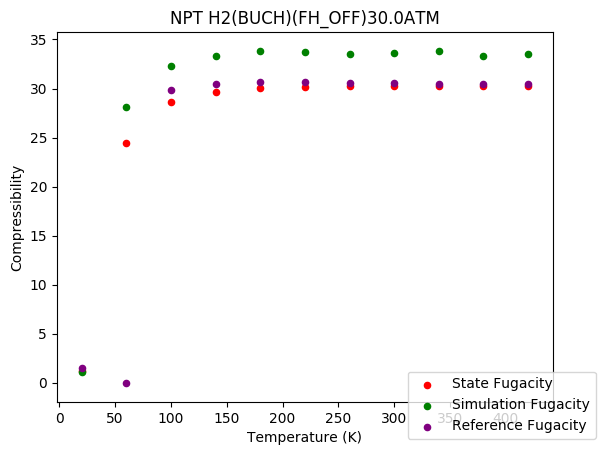 NPT H2(BUCH)(FH_OFF)30.0ATM
Compressibility
35
30
25
20
15
10
5
0
0 50 100 150 200 250 300 350 400
Temperature (K)
State Fugacity
Simulation Fugacity
Reference Fugacity